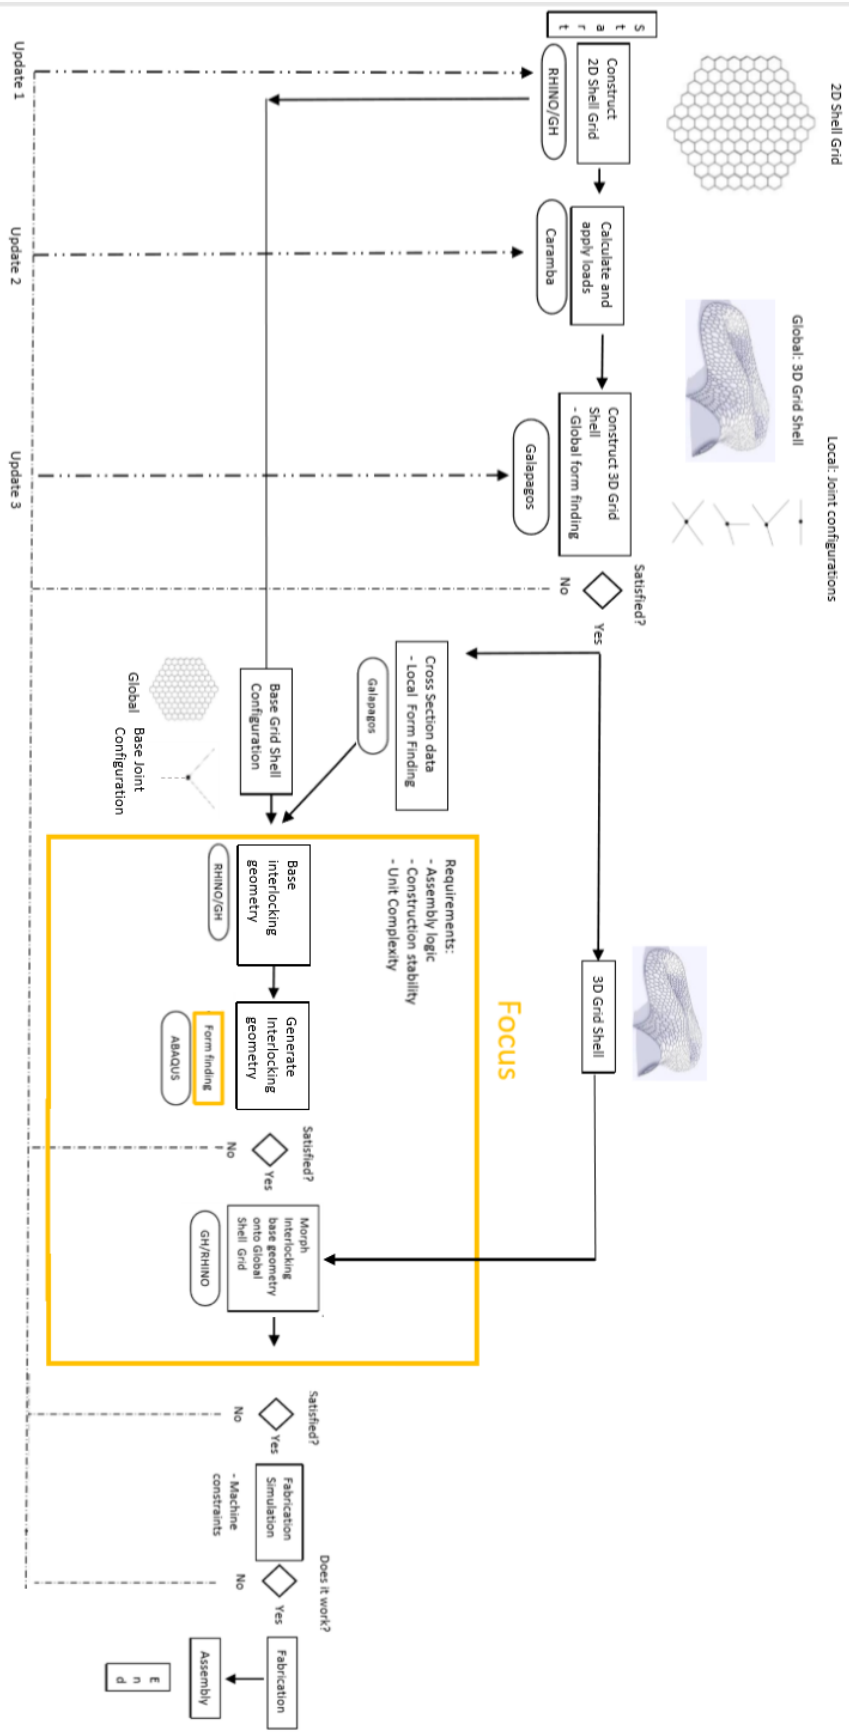 2D Shell Grid
Global: 3D Grid Shell
Local: Joint configurations
S t a r t
Construct
2D Shell Grid
RHINO/GH
Calculate and
apply loads
Caramba
Construct 3D Grid
Shell
- Global form finding
Galapagos
Satisfied?
No
Yes
Update 1
Update 2
Update 3
Cross Section data
- Local Form Finding
Galapagos
Base Grid Shell
Configuration
Global
Base Joint
Configuration
3D Grid Shell
Focus
Requirements:
- Assembly logic
- Construction stability
- Unit Complexity
Base
interlocking
geometry
RHINO/GH
Generate
Interlocking
geometry
Form finding
ABAQUS
Satisfied?
No
Yes
Morph
Interlocking
base geometry
onto Global
Shell Grid
GH/RHINO
Satisfied?
No
Yes
Fabrication
Simulation
- Machine
constraints
Does it work?
No
Yes
Fabrication
Assembly
E n d